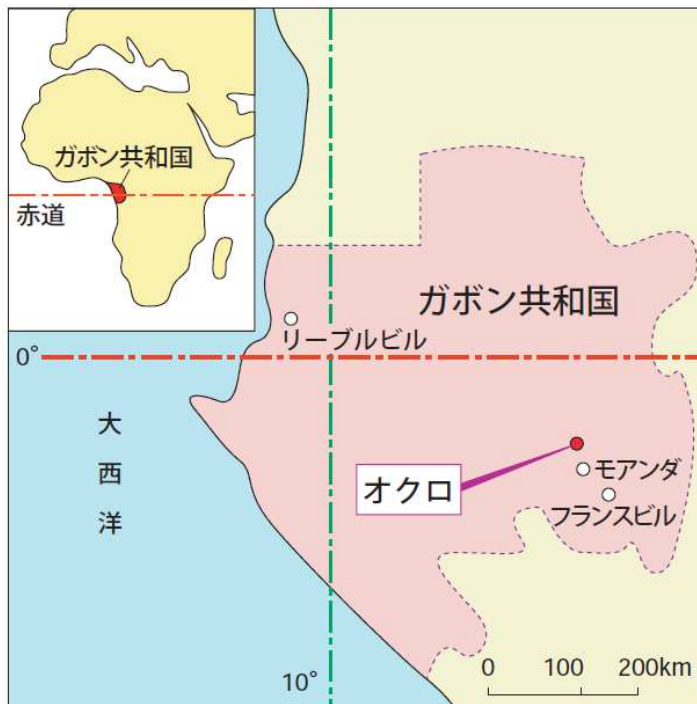 ガボン共和国
赤道
ガボン共和国
リーブルビル
0°
大西洋
オクロ
モアンダ
フランスビル
10°
0 100 200km